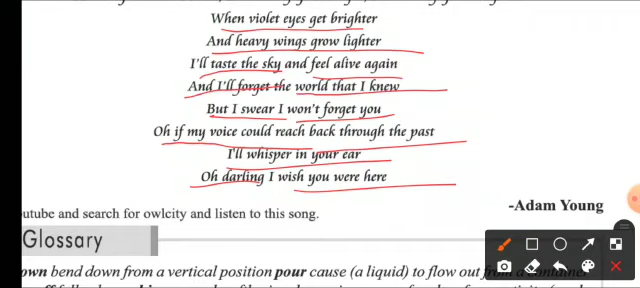 When violet eyes get brighter
And heavy wings grow lighter
I'll taste the sky and feel alive again
And I'll forget the world that I knew
But I swear I won't forget you
Oh if my voice could reach back through the past
I'll whisper in your ear
Oh darling I wish you were here
-Adam Young
outube and search for owlcity and listen to this song.
Glossary
own bend down from a vertical position pour cause (a liquid) to flow out from a container